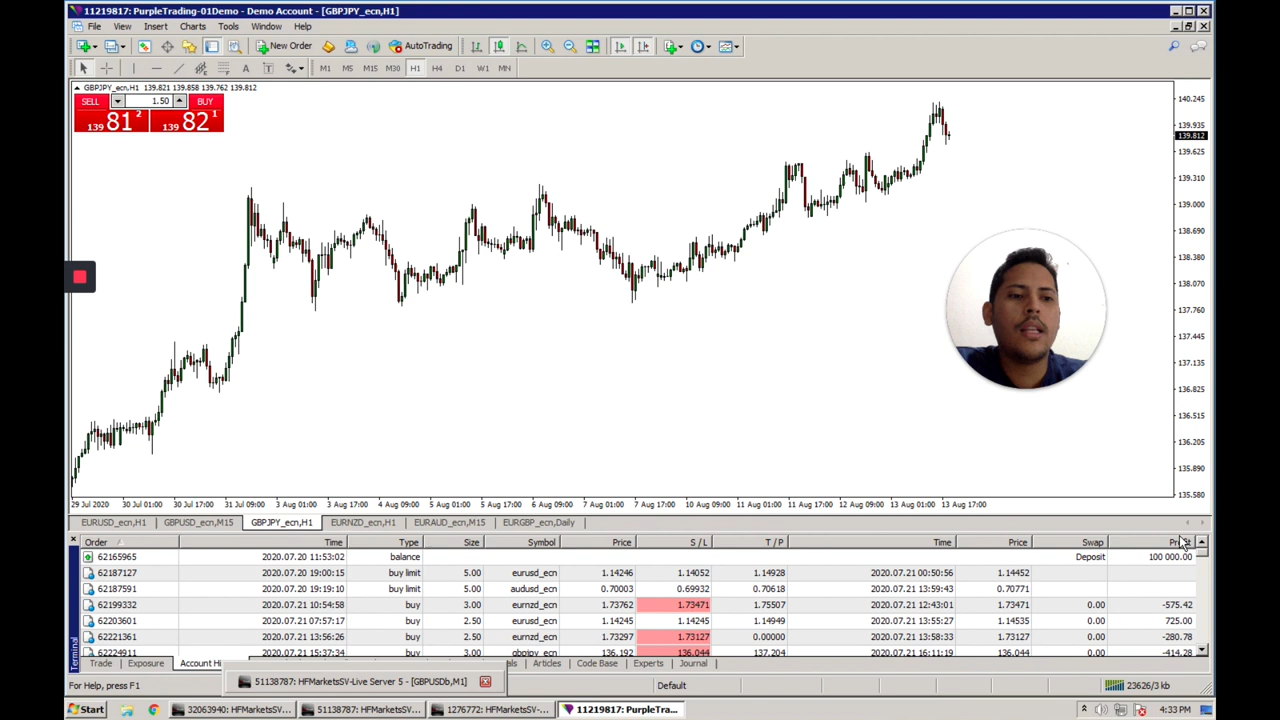 11219817: PurpleTrading-01Demo - Demo Account - [GBPJPY_ecn,H1]
File View Insert Charts Tools Window Help
New Order AutoTrading
A T M1 M5 M15 M30 H1 H4 D1 W1 MN
GBPJPY_ecn,H1 139.821 139.858 139.762 139.812
SELL 1.50 BUY
139 81 2 139 82 1
140.245
139.935
139.812
139.625
139.310
139.000
138.690
138.380
138.070
137.760
137.445
137.135
136.825
136.515
136.205
135.890
135.580
29 Jul 2020 30 Jul 01:00 30 Jul 17:00 31 Jul 09:00 3 Aug 01:00 3 Aug 17:00 4 Aug 09:00 5 Aug 01:00 5 Aug 17:00 6 Aug 09:00 7 Aug 01:00 7 Aug 17:00 10 Aug 09:00 11 Aug 01:00 11 Aug 17:00 12 Aug 09:00 13 Aug 01:00 13 Aug 17:00
EURUSD_ecn,H1 GBPUSD_ecn,M15 GBPJPY_ecn,H1 EURNZD_ecn,H1 EURAUD_ecn,M15 EURGBP_ecn,Daily
Order Time Type Size Symbol Price S / L T / P Time Price Swap
62165965 2020.07.20 11:53:02 balance Deposit 100 000.00
62187127 2020.07.20 19:00:15 buy limit 5.00 eurusd_ecn 1.14246 1.14052 1.14928 2020.07.21 00:50:56 1.14452
62187591 2020.07.20 19:19:10 buy limit 5.00 audusd_ecn 0.70003 0.69932 0.70618 2020.07.21 13:59:43 0.70771
62199332 2020.07.21 10:54:58 buy 3.00 eurnzd_ecn 1.73762 1.73471 1.75507 2020.07.21 12:43:01 1.73471 0.00 -575.42
62203601 2020.07.21 12:00:46 buy 2.50 eurusd_ecn 1.14245 1.14245 1.14949 2020.07.21 17:33:27 1.14535 0.00 725.00
62221361 2020.07.21 13:56:26 buy 2.50 eurnzd_ecn 1.73297 1.73127 0.00000 2020.07.21 13:58:33 1.73127 0.00 -280.78
62224911 2020.07.21 15:37:34 buy 3.00 gbpjpy_ecn 136.192 136.044 137.204 2020.07.21 16:11:19 136.044 0.00 -414.28
Terminal
Trade Exposure Account Hi Articles Code Base Experts Journal
51138787: HFMarketsSV-Live Server 5 - [GBPUSDb,M1]
For Help, press F1 Default 23626/3 kb
Start 32063940: HFMarketsSV... 51138787: HFMarketsSV... 1276772: HFMarketsSV-... 11219817: PurpleTra... 4:33 PM